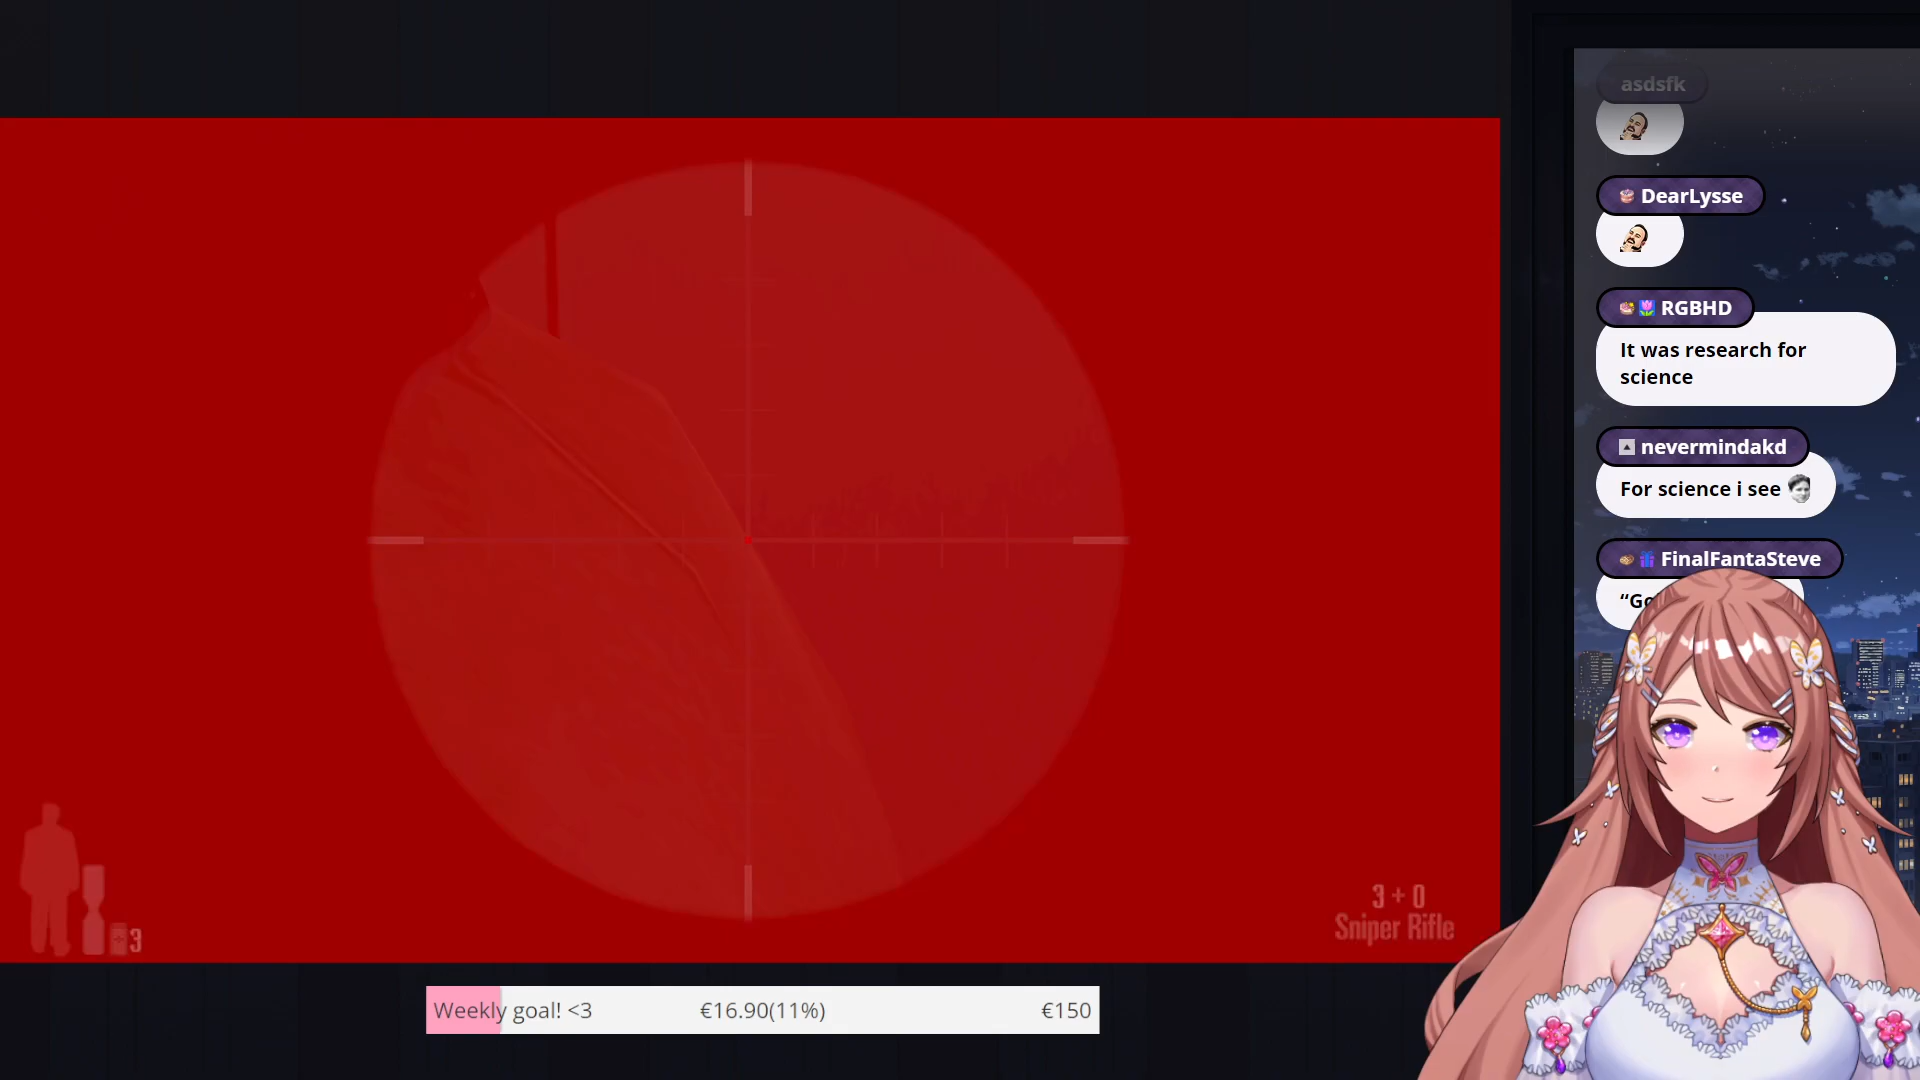 asdsfk
DearLysse
RGBHD
It was research for
science
nevermindakd
For science i see
FinalFantaSteve
3
3 + 0
Sniper Rifle
Weekly goal! <3 €16.90(11%) €150